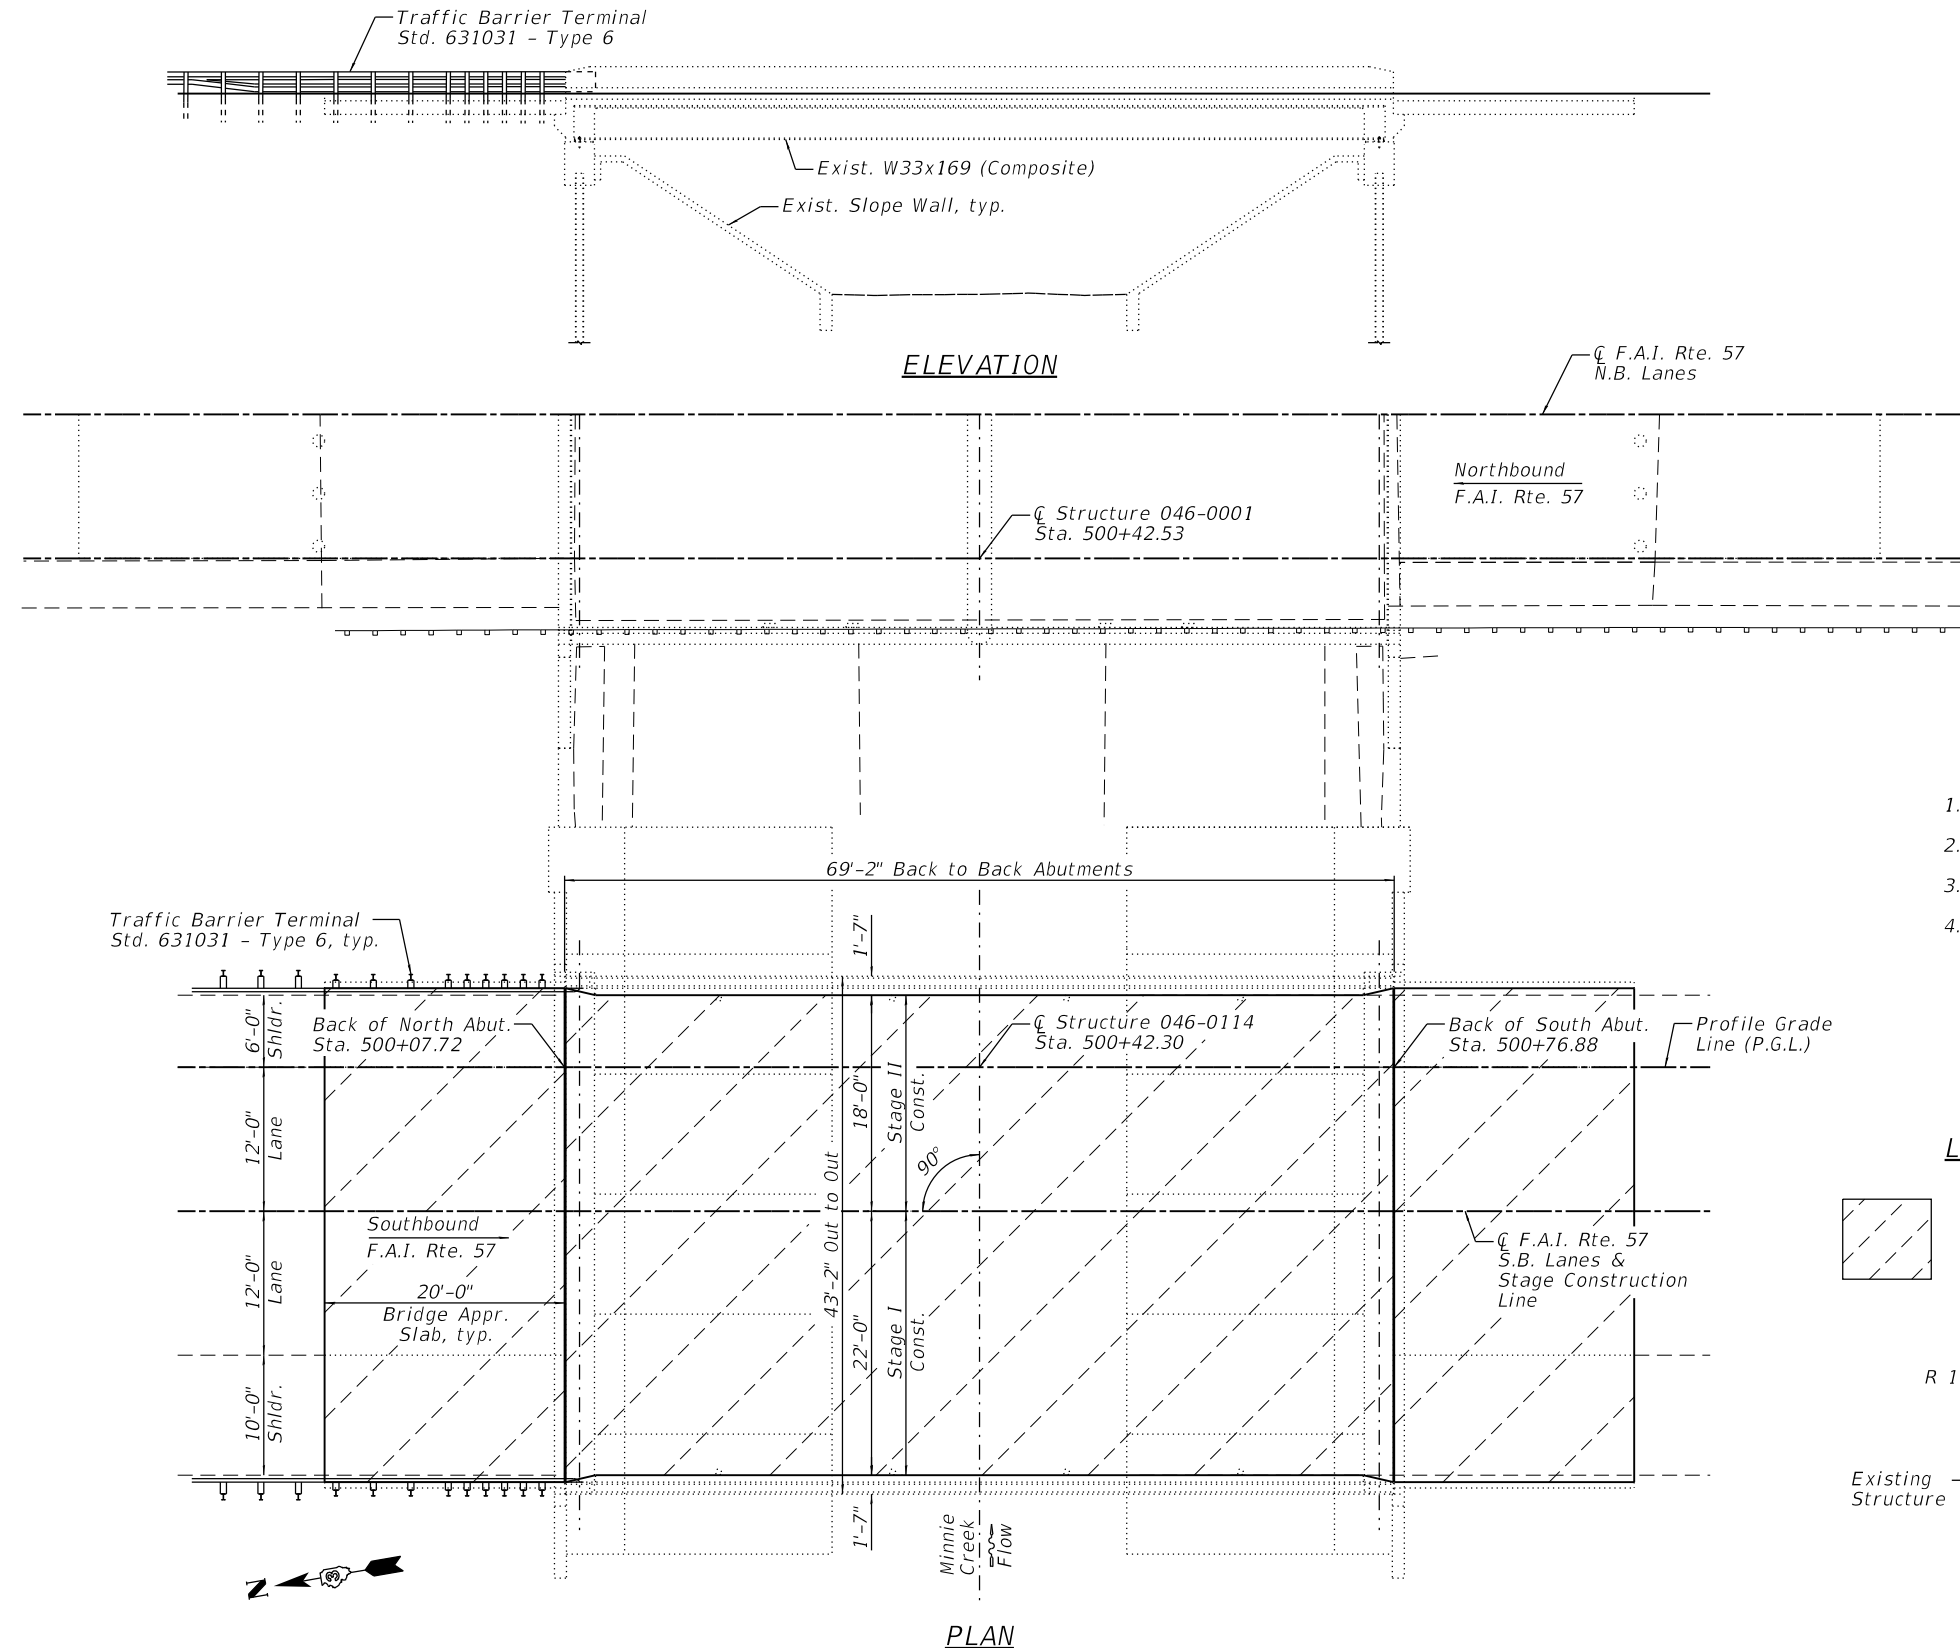 Traffic Barrier Terminal
Std. 631031 - Type 6
Exist. W33x169 (Composite)
Exist. Slope Wall, typ.
ELEVATION
℄ F.A.I. Rte. 57
N.B. Lanes
Northbound
F.A.I. Rte. 57
℄ Structure 046-0001
Sta. 500+42.53
1.
2.
3.
4.
69'-2" Back to Back Abutments
Traffic Barrier Terminal
Std. 631031 - Type 6, typ.
1'-7"
6'-0"
Shldr.
Back of North Abut.
Sta. 500+07.72
℄ Structure 046-0114
Sta. 500+42.30
Back of South Abut.
Sta. 500+76.88
Profile Grade
Line (P.G.L.)
12'-0"
Lane
18'-0"
Stage II
Const.
90°
43'-2" Out to Out
L
Southbound
F.A.I. Rte. 57
℄ F.A.I. Rte. 57
S.B. Lanes &
Stage Construction
Line
12'-0"
Lane
20'-0"
Bridge Appr.
Slab, typ.
22'-0"
Stage I
Const.
10'-0"
Shldr.
R 1
Existing
Structure
1'-7"
Minnie
Creek
Flow
N
3
PLAN